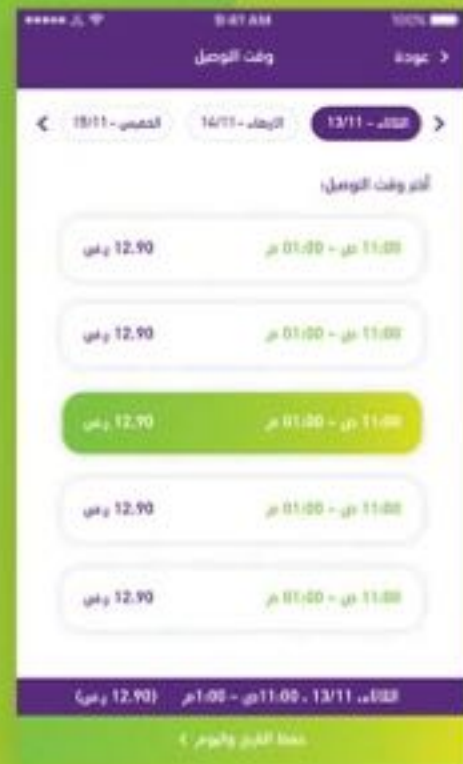 9:41 AM 100%
عودة
وقت التوصيل
الثلاثاء - 13/11 الاربعاء - 14/11 الخميس - 15/11
أختر وقت التوصيل:
11:00 ص - 01:00 م 12.90 ر.س
11:00 ص - 01:00 م 12.90 ر.س
11:00 ص - 01:00 م 12.90 ر.س
11:00 ص - 01:00 م 12.90 ر.س
11:00 ص - 01:00 م 12.90 ر.س
الثلاثاء، 13/11 ، 11:00ص - 1:00م (12.90 ر.س)
حفظ التاريخ واليوم